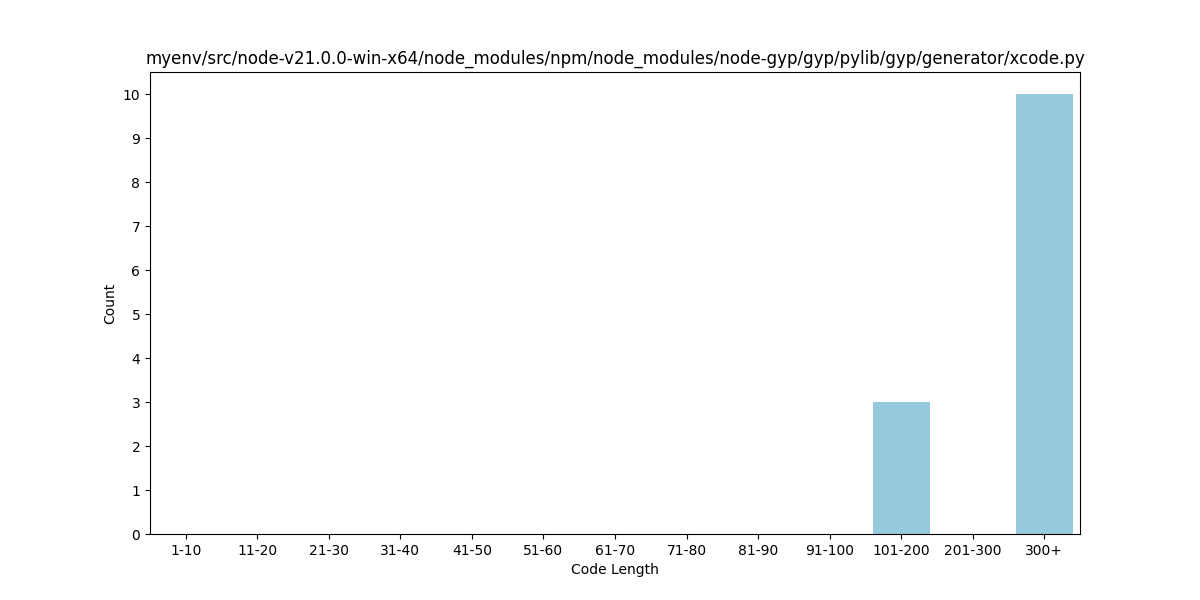 myenv/src/node-v21.0.0-win-x64/node_modules/npm/node_modules/node-gyp/gyp/pylib/gyp/generator/xcode.py
10
9
8
7
6
5
4
3
2
1
0
Count
1-10 11-20 21-30 31-40 41-50 51-60 61-70 71-80 81-90 91-100 101-200 201-300 300+
Code Length